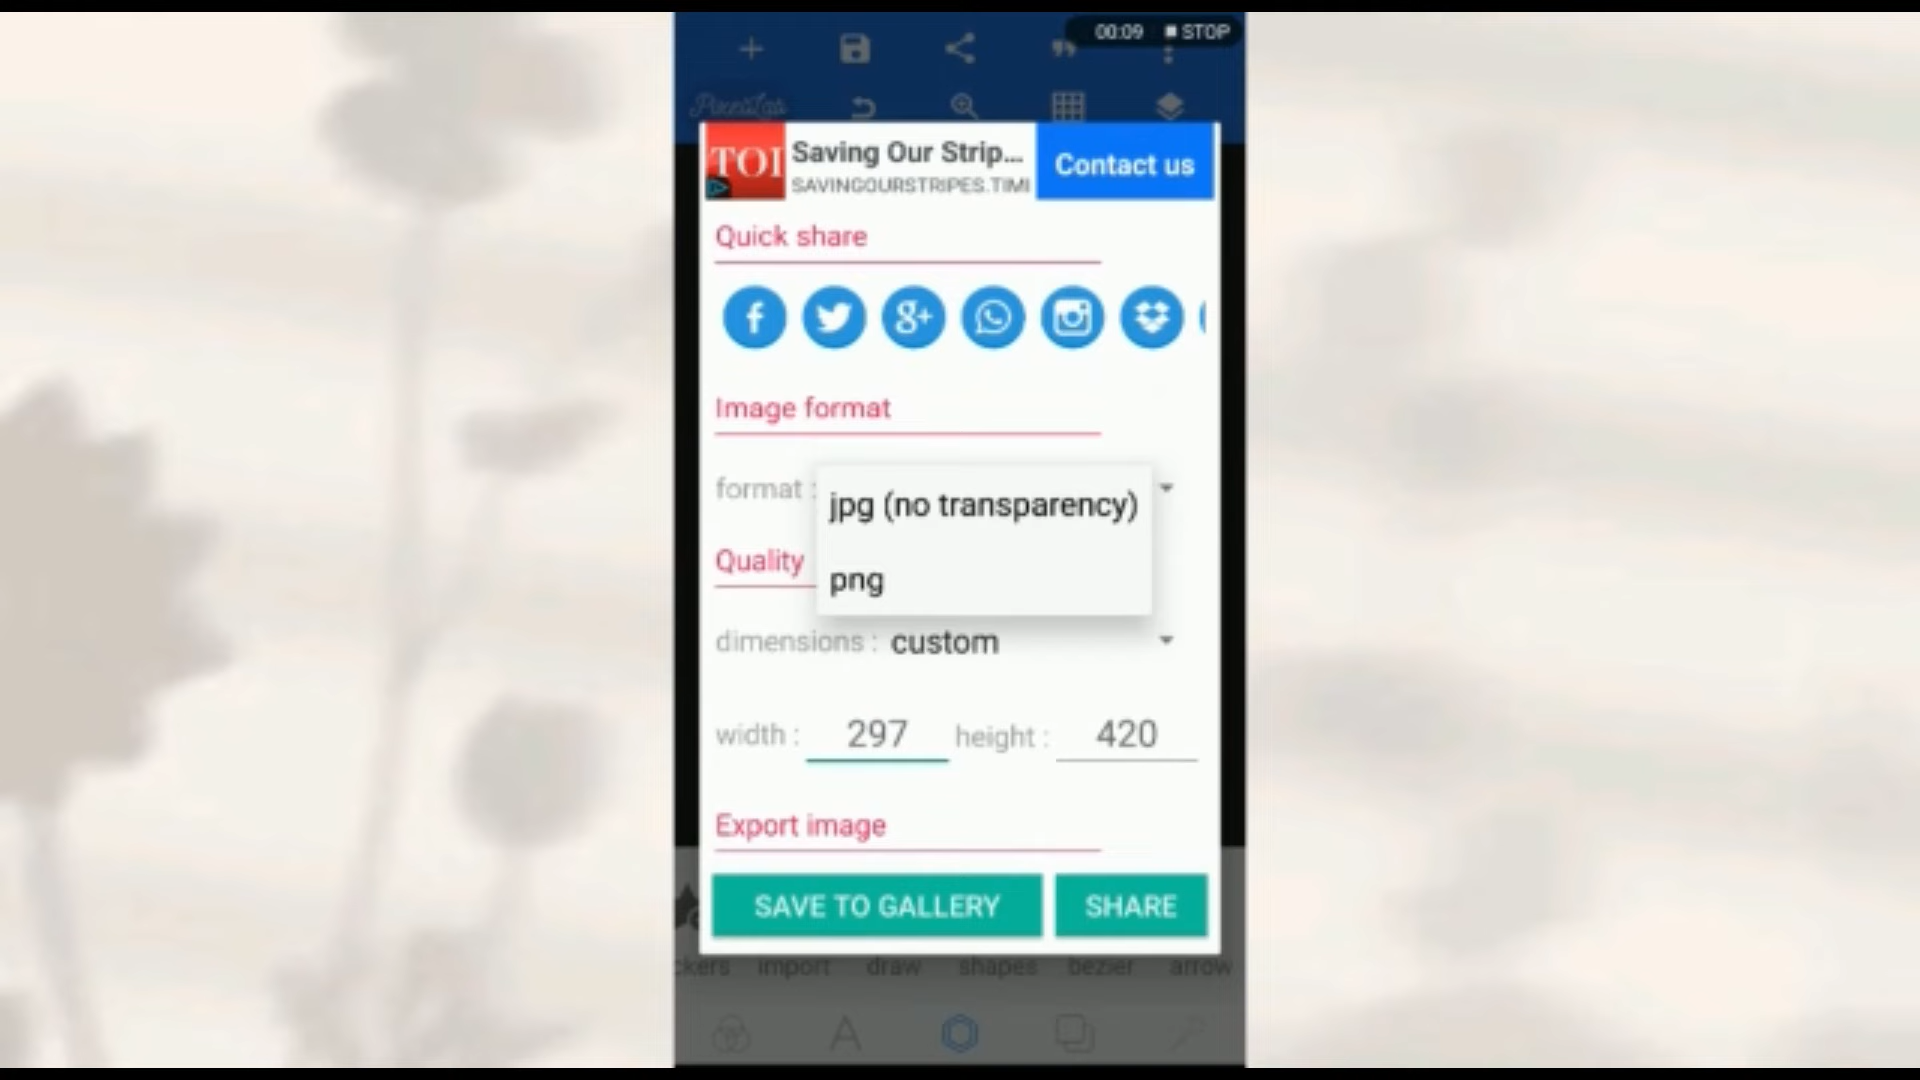 00:09 STOP
PixelLab
TOI
Saving Our Strip...
SAVINGOURSTRIPES.TIMI
Contact us
Quick share
Image format
format :
jpg (no transparency)
png
Quality
dimensions : custom
width : 297 height : 420
Export image
SAVE TO GALLERY SHARE
ckers import draw shapes bezier arrow